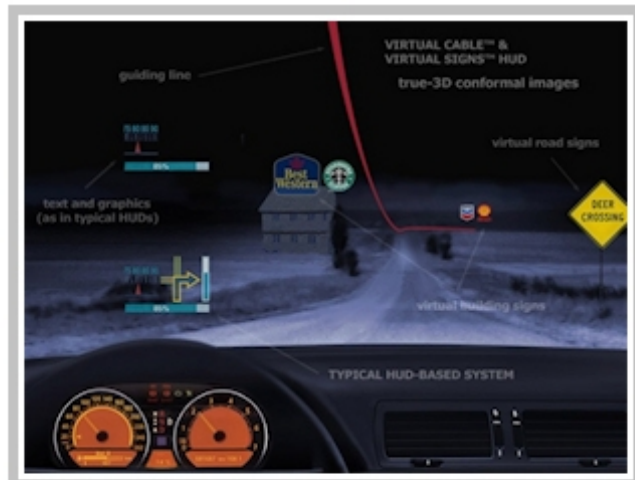 VIRTUAL CABLE™ &
VIRTUAL SIGNS™ HUD
true-3D conformal images
guiding line
virtual road signs
Best
Western
text and graphics
(as in typical HUDs)
DEER
CROSSING
virtual building signs
TYPICAL HUD-BASED SYSTEM